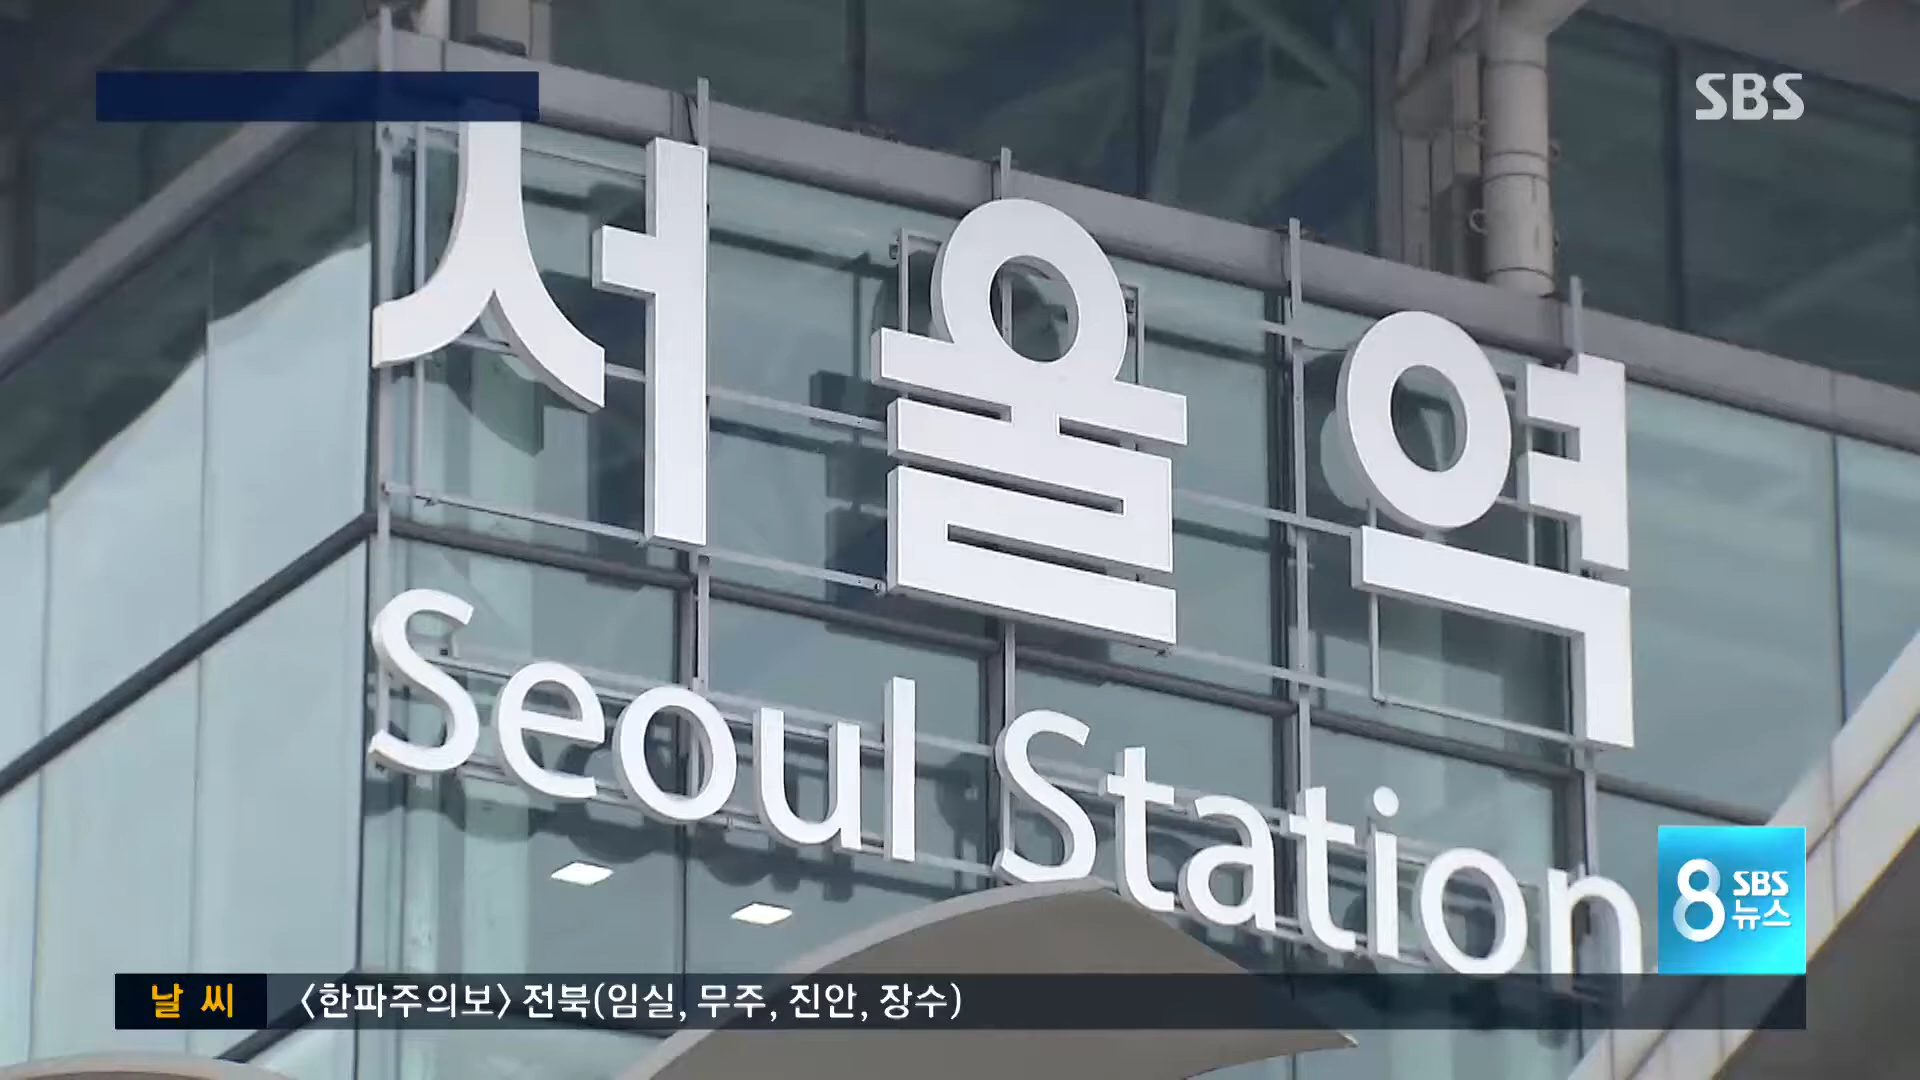 SBS
서울역
Seoul Station
8 SBS 뉴스
날씨 〈한파주의보〉 전북(임실, 무주, 진안, 장수)